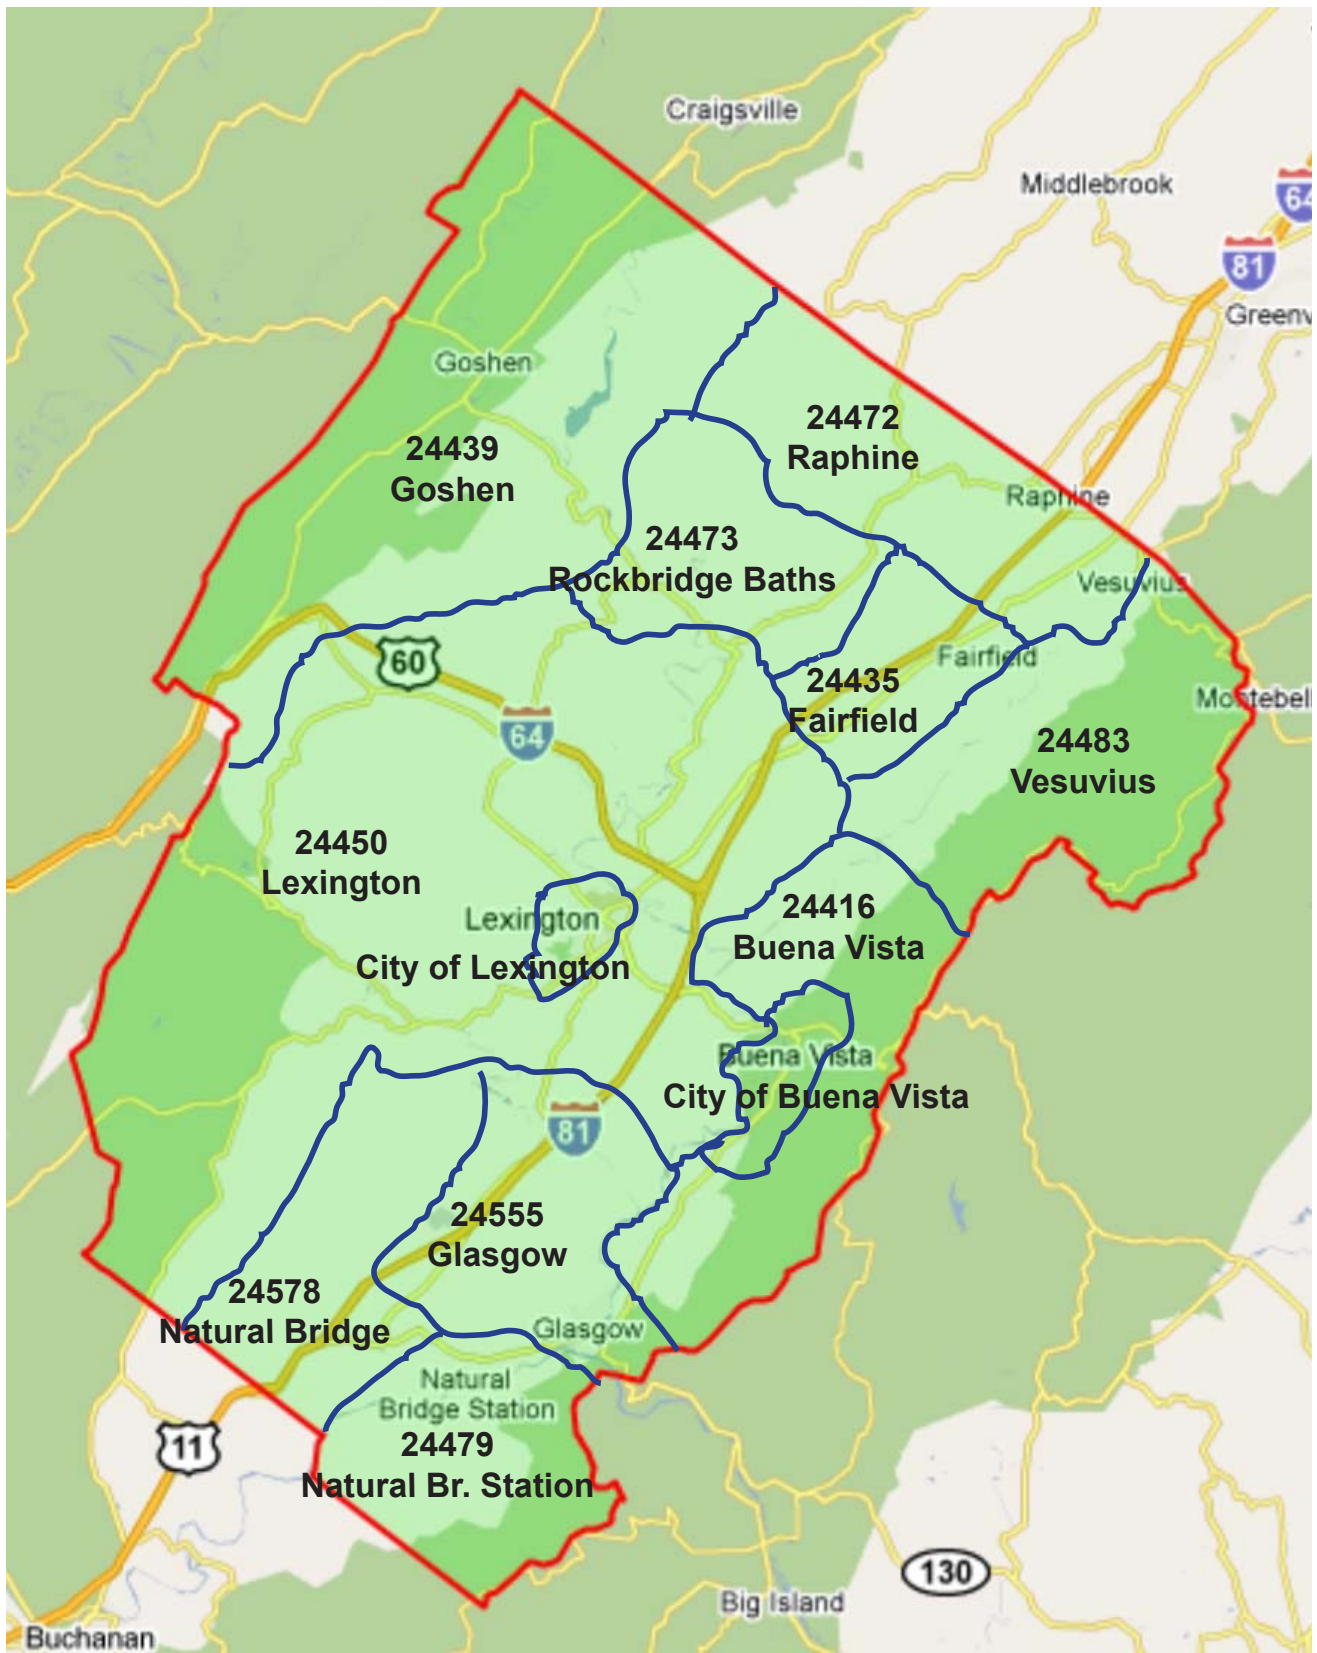 Craigsville
Middlebrook
64
81
Greenv
Goshen
24472
Raphine
24439
Goshen
Raphine
24473
Rockbridge Baths
Vesuvius
60
Fairfield
24435
Fairfield
Montebell
64
24483
Vesuvius
24450
Lexington
Lexington
24416
Buena Vista
City of Lexington
Buena Vista
City of Buena Vista
81
24555
Glasgow
24578
Natural Bridge
Glasgow
Natural
Bridge Station
24479
Natural Br. Station
11
130
Big Island
Buchanan